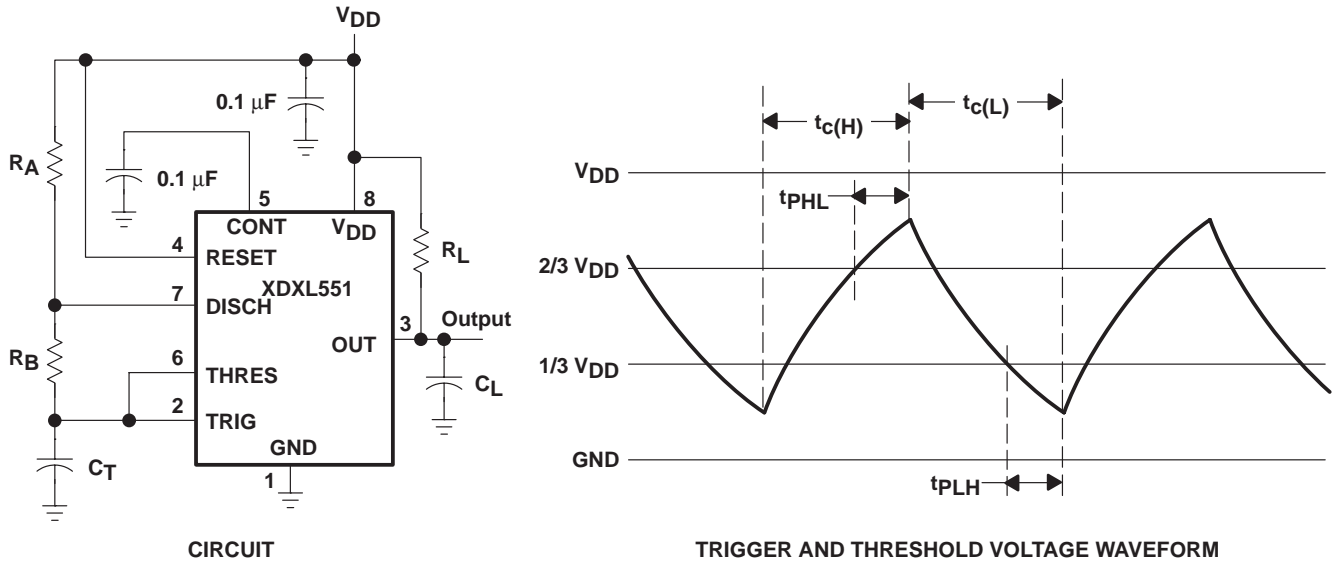 VDD
0.1 μF
RA
0.1 μF
5
8
CONT
VDD
4
RESET
RL
XDXL551
7
DISCH
3
Output
OUT
RB
6
THRES
CL
2
TRIG
GND
CT
1
CIRCUIT
tc(H)
tc(L)
VDD
tPHL
2/3 VDD
1/3 VDD
GND
tPLH
TRIGGER AND THRESHOLD VOLTAGE WAVEFORM